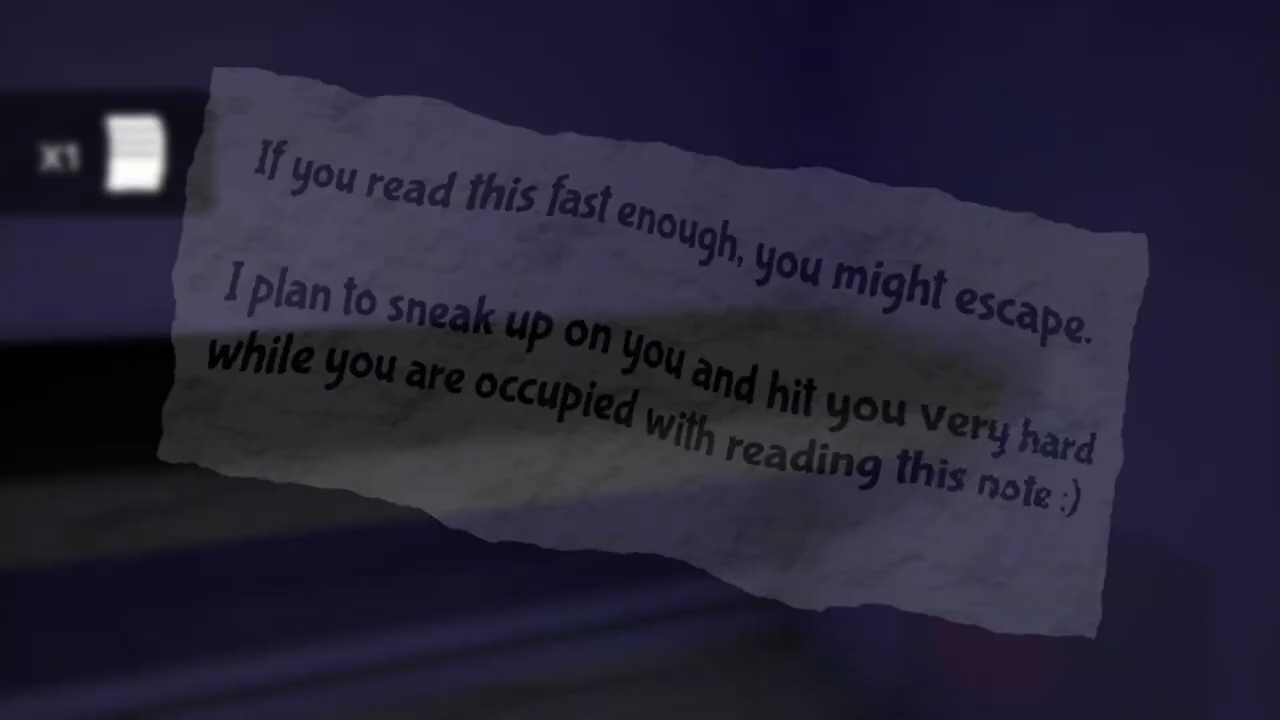 X1
If you read this fast enough, you might escape.
I plan to sneak up on you and hit you very hard
while you are occupied with reading this note :)